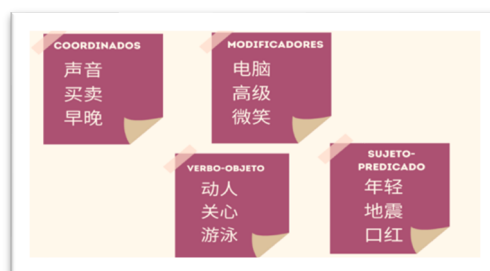 COORDINADOS
声音
买卖
早晚
MODIFICADORES
电脑
高级
微笑
VERBO-OBJETO
动人
关心
游泳
SUJETO-
PREDICADO
年轻
地震
口红